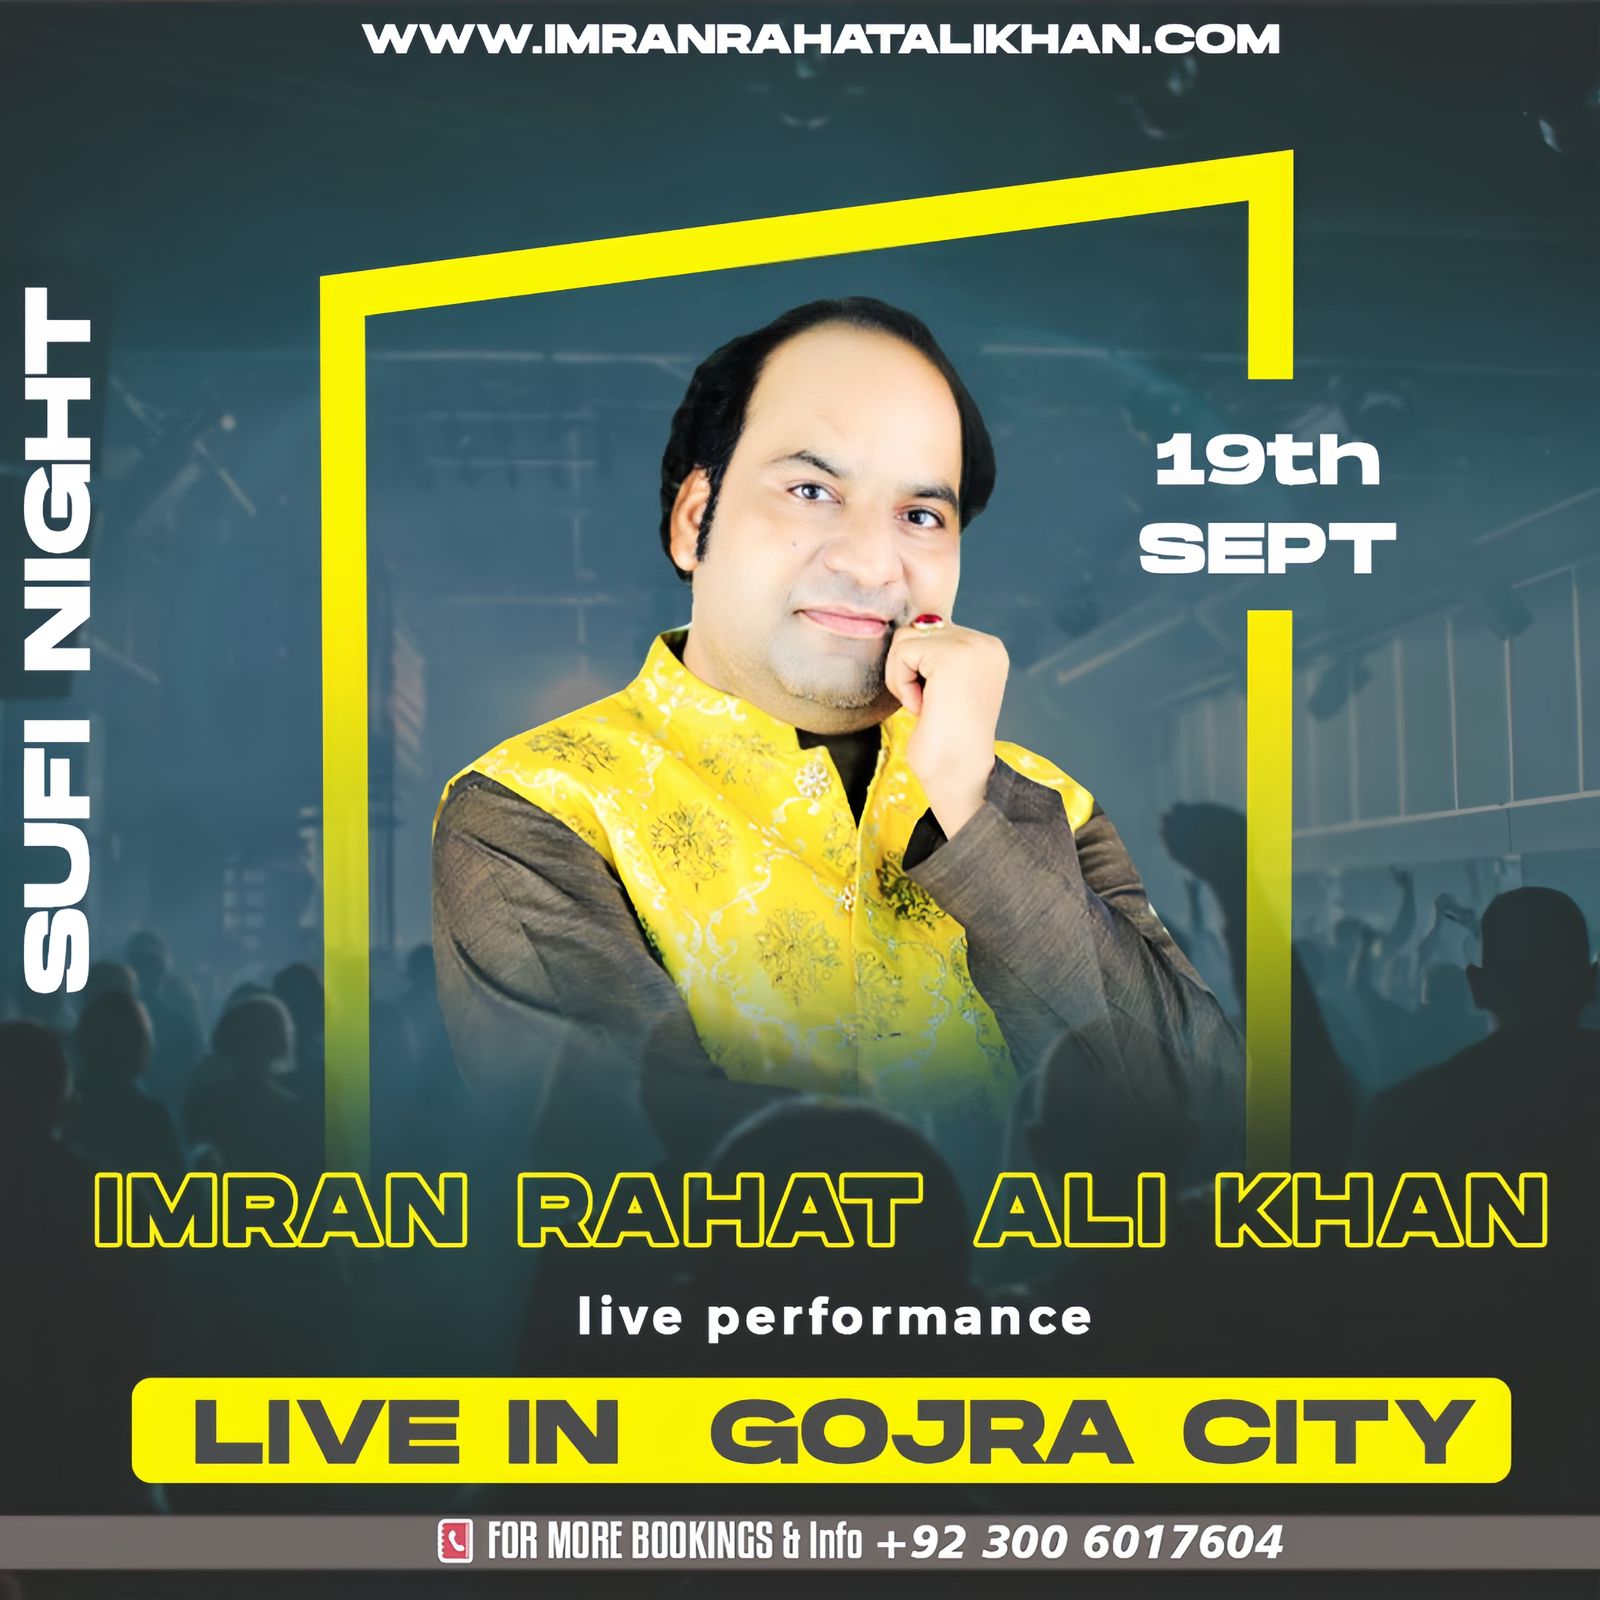 WWW.IMRANRAHATALIKHAN.COM
SUFI NIGHT
19th
SEPT
IMRAN RAHAT ALI KHAN
live performance
LIVE IN GOJRA CITY
FOR MORE BOOKINGS & Info +92 300 6017604